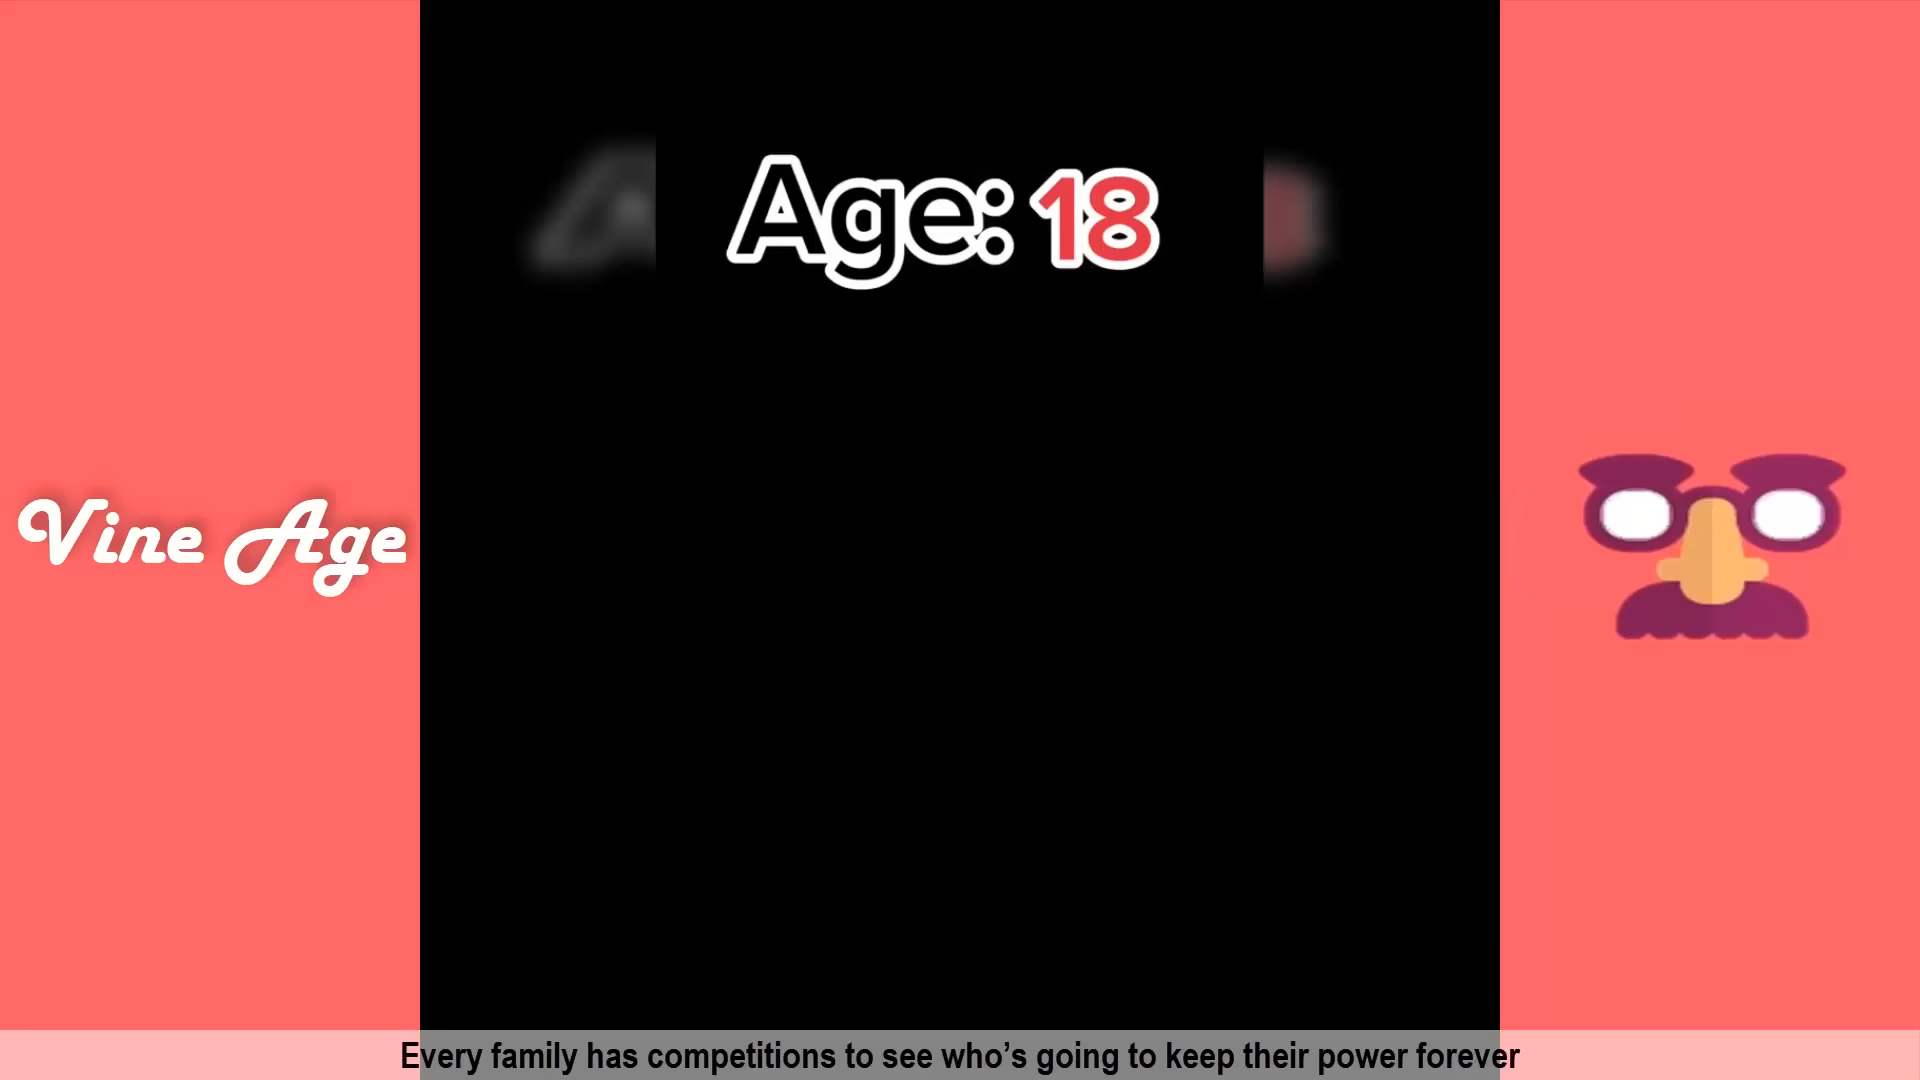 Age: 18
Vine Age
Every family has competitions to see who’s going to keep their power forever